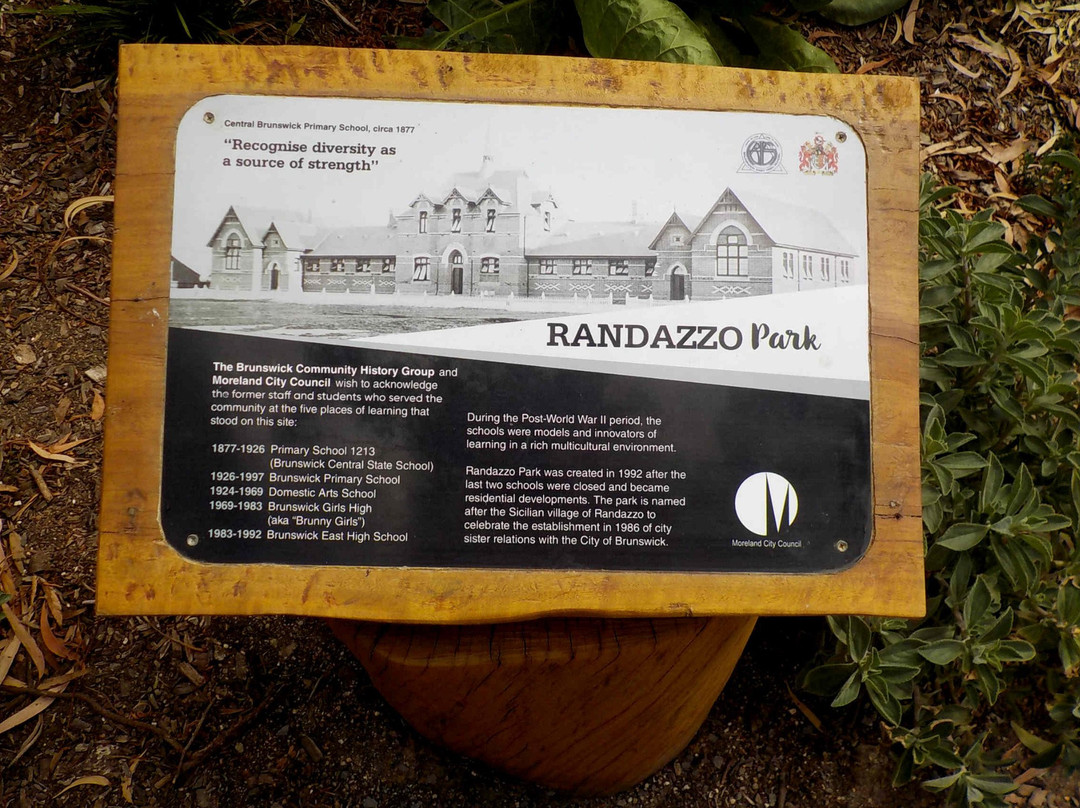 Central Brunswick Primary School, circa 1877
“Recognise diversity as
a source of strength”
RANDAZZO Park
The Brunswick Community History Group and
Moreland City Council wish to acknowledge
the former staff and students who served the
community at the five places of learning that
stood on this site:
1877-1926 Primary School 1213
(Brunswick Central State School)
1926-1997 Brunswick Primary School
1924-1969 Domestic Arts School
1969-1983 Brunswick Girls High
(aka “Brunny Girls”)
1983-1992 Brunswick East High School
During the Post-World War II period, the
schools were models and innovators of
learning in a rich multicultural environment.
Randazzo Park was created in 1992 after the
last two schools were closed and became
residential developments. The park is named
after the Sicilian village of Randazzo to
celebrate the establishment in 1986 of city
sister relations with the City of Brunswick.
Moreland City Council